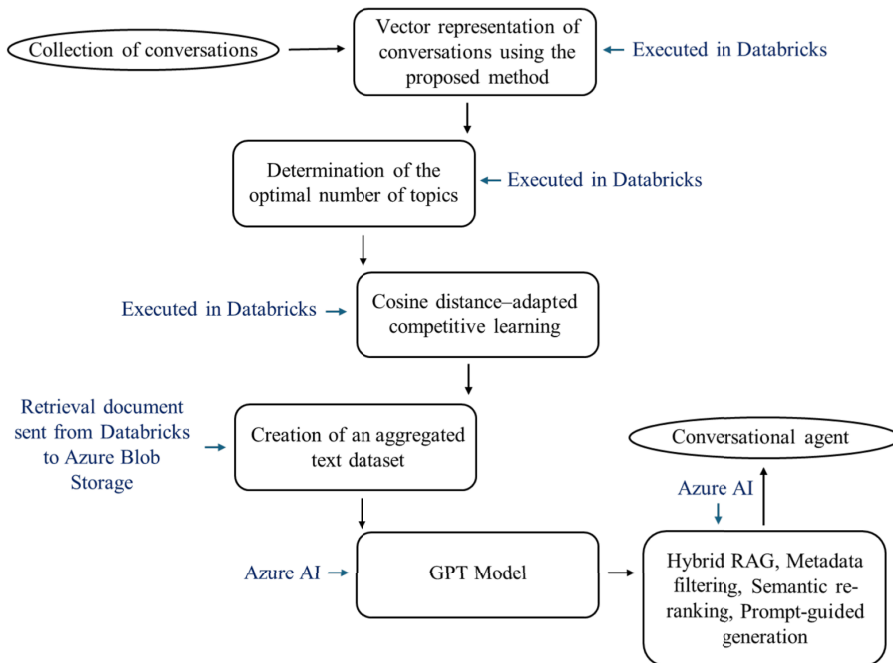 Collection of conversations
Vector representation of
conversations using the
proposed method
Executed in Databricks
Determination of the
optimal number of topics
Executed in Databricks
Executed in Databricks
Cosine distance–adapted
competitive learning
Retrieval document
sent from Databricks
to Azure Blob
Storage
Creation of an aggregated
text dataset
Conversational agent
Azure AI
Azure AI
GPT Model
Hybrid RAG, Metadata
filtering, Semantic re-
ranking, Prompt-guided
generation